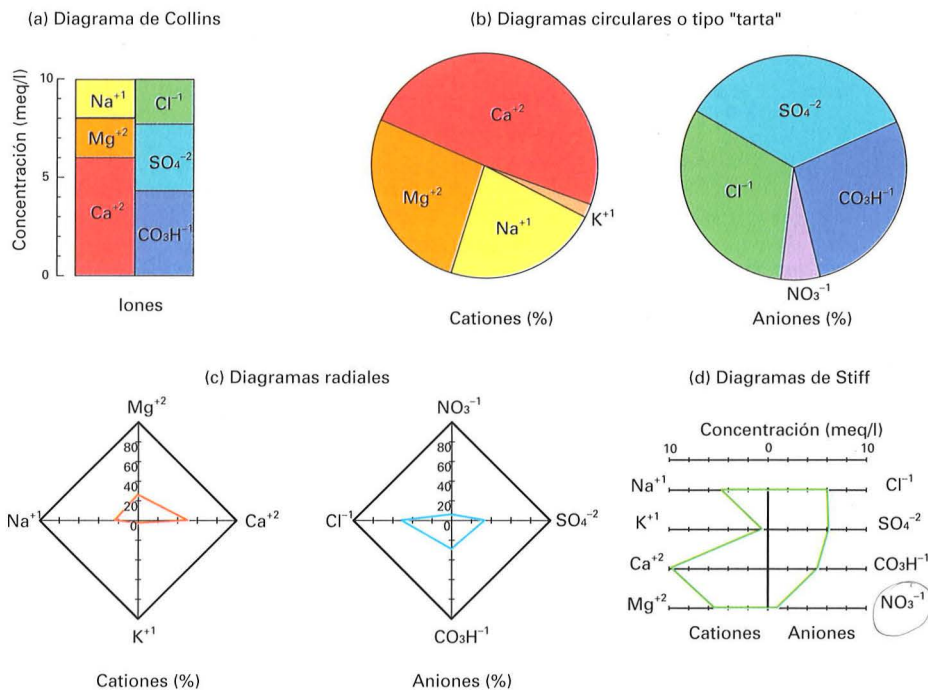 (a) Diagrama de Collins
Concentración (meq/l)
10
5
0
Na⁺¹
Mg⁺²
Ca⁺²
Cl⁻¹
SO₄⁻²
CO₃H⁻¹
Iones
(b) Diagramas circulares o tipo "tarta"
Ca⁺²
Mg⁺²
Na⁺¹
K⁺¹
Cationes (%)
SO₄⁻²
Cl⁻¹
CO₃H⁻¹
NO₃⁻¹
Aniones (%)
(c) Diagramas radiales
Mg⁺²
80
60
40
20
0
Na⁺¹
Ca⁺²
K⁺¹
Cationes (%)
NO₃⁻¹
80
60
40
20
0
Cl⁻¹
SO₄⁻²
CO₃H⁻¹
Aniones (%)
(d) Diagramas de Stiff
Concentración (meq/l)
10 0 10
Na⁺¹ Cl⁻¹
K⁺¹ SO₄⁻²
Ca⁺² CO₃H⁻¹
Mg⁺² NO₃⁻¹
Cationes Aniones